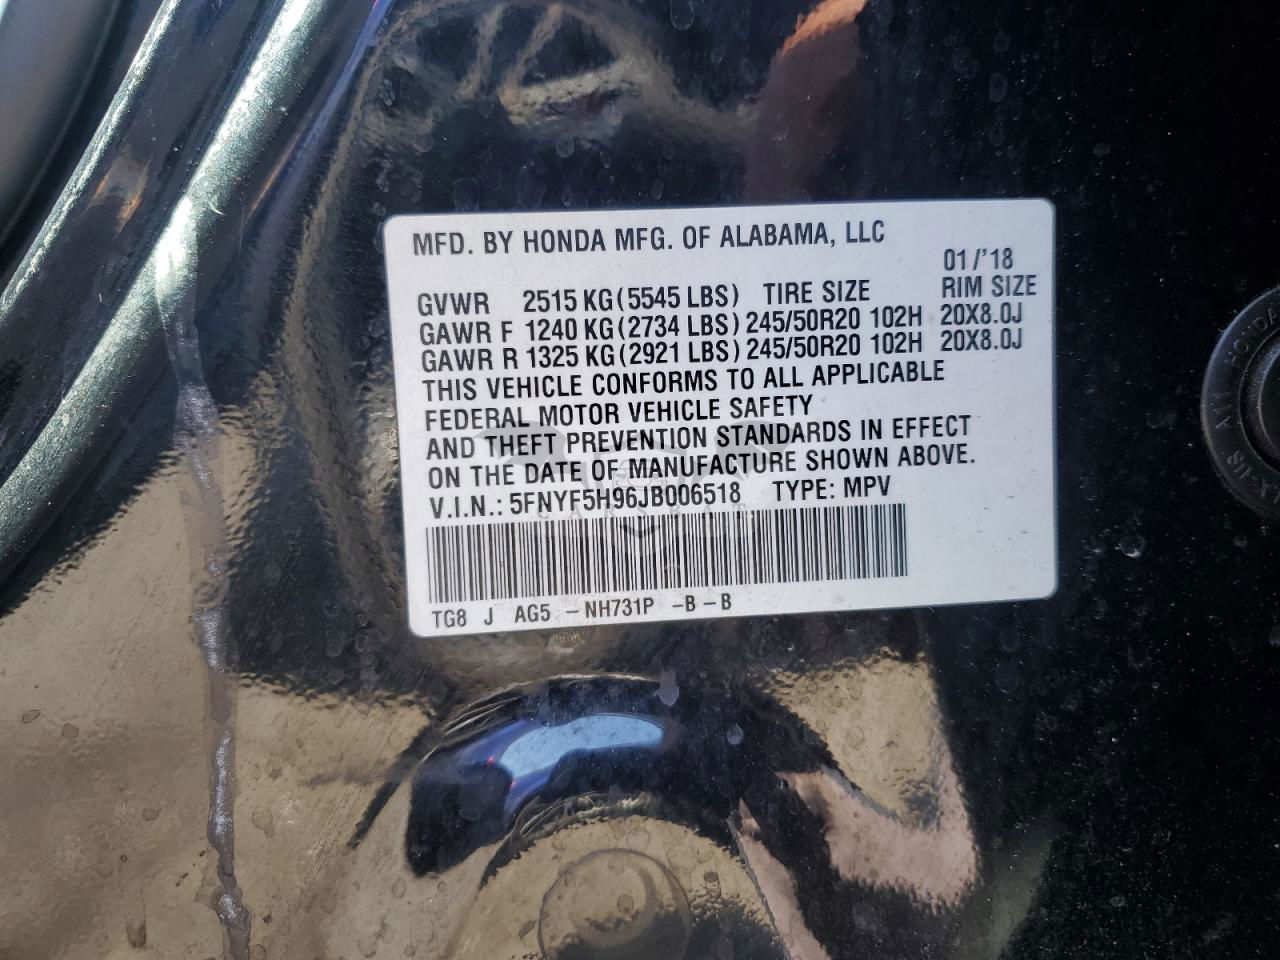 MFD. BY HONDA MFG. OF ALABAMA, LLC
01/'18
GVWR 2515 KG (5545 LBS) TIRE SIZE RIM SIZE
GAWR F 1240 KG (2734 LBS) 245/50R20 102H 20X8.0J
GAWR R 1325 KG (2921 LBS) 245/50R20 102H 20X8.0J
THIS VEHICLE CONFORMS TO ALL APPLICABLE
FEDERAL MOTOR VEHICLE SAFETY
AND THEFT PREVENTION STANDARDS IN EFFECT
ON THE DATE OF MANUFACTURE SHOWN ABOVE.
V.I.N.: 5FNYF5H96JB006518 TYPE: MPV
TG8 J AG5 -NH731P -B-B
HONDA